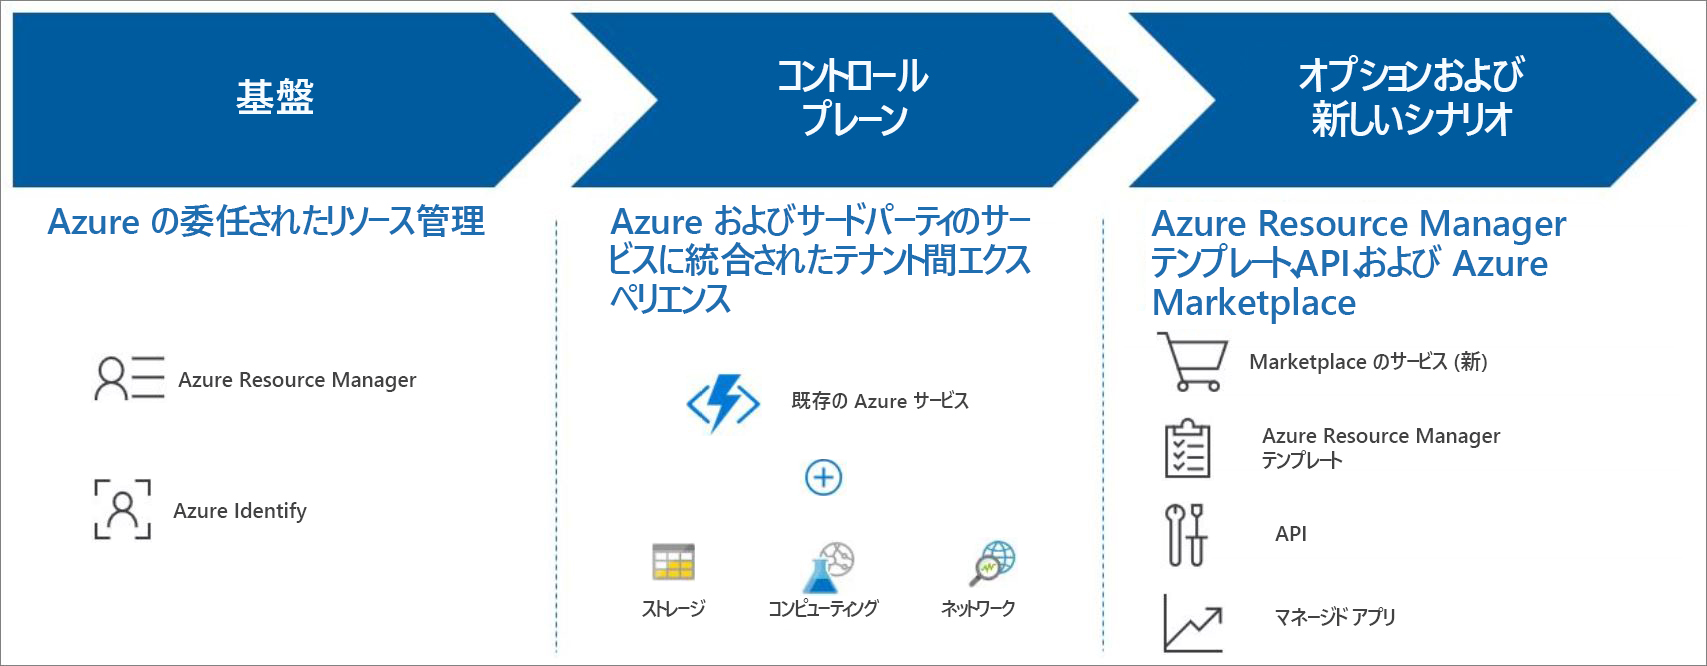 基盤
コントロール
プレーン
オプションおよび
新しいシナリオ
Azure の委任されたリソース管理
Azure Resource Manager
Azure Identify
Azure およびサードパーティのサー
ビスに統合されたテナント間エクス
ペリエンス
既存の Azure サービス
ストレージ
コンピューティング
ネットワーク
Azure Resource Manager
テンプレート、API、および Azure
Marketplace
Marketplace のサービス (新)
Azure Resource Manager
テンプレート
API
マネージド アプリ